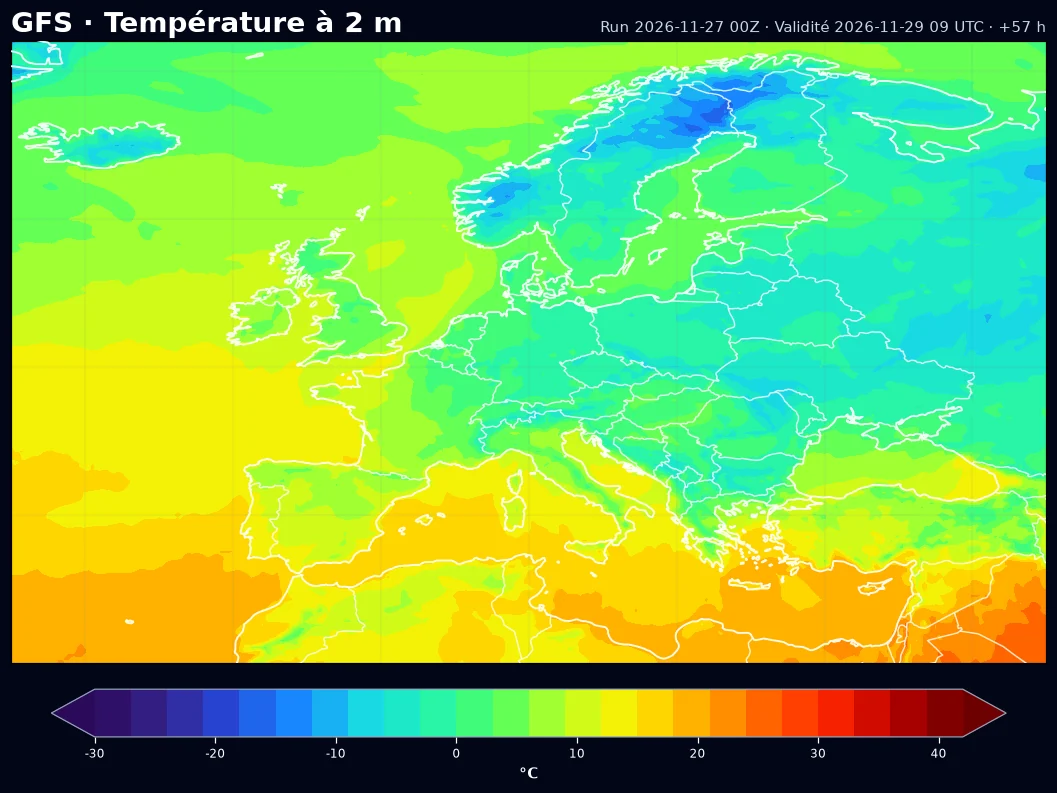 GFS · Température à 2 m
Run 2026-11-27 00Z · Validité 2026-11-29 09 UTC · +57 h
-30 -20 -10 0 10 20 30 40
°C